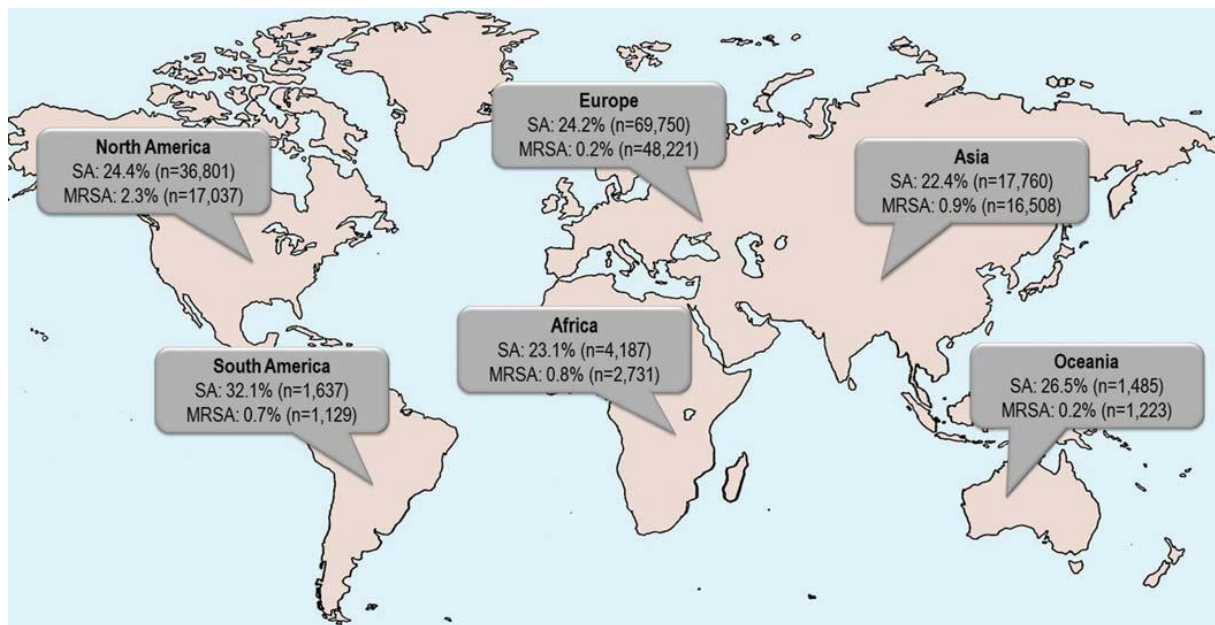 Europe
SA: 24.2% (n=69,750)
MRSA: 0.2% (n=48,221)
North America
SA: 24.4% (n=36,801)
MRSA: 2.3% (n=17,037)
Asia
SA: 22.4% (n=17,760)
MRSA: 0.9% (n=16,508)
Africa
SA: 23.1% (n=4,187)
MRSA: 0.8% (n=2,731)
South America
SA: 32.1% (n=1,637)
MRSA: 0.7% (n=1,129)
Oceania
SA: 26.5% (n=1,485)
MRSA: 0.2% (n=1,223)